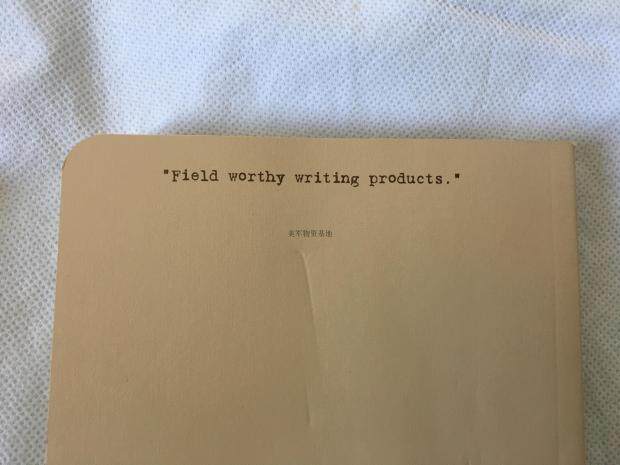 "Field worthy writing products."
美军物资基地